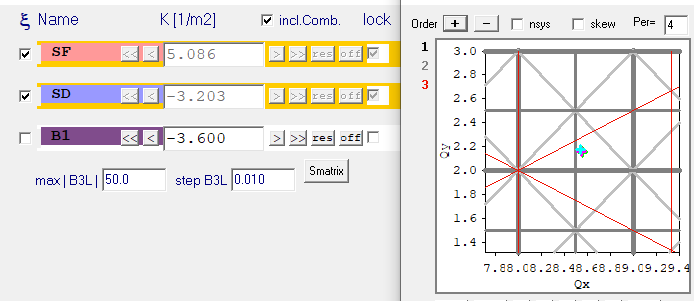 ξ Name K [1/m2] incl.Comb. lock
SF << < 5.086 > >> res off
SD << < -3.203 > >> res off
B1 << < -3.600 > >> res off
max | B3L | 50.0 step B3L 0.010 Smatrix
Order + − nsys skew Per= 4
1
2
3
3.0
2.8
2.6
2.4
2.2
2.0
1.8
1.6
1.4
Qy
7.88.08.28.48.68.89.09.29.4
Qx